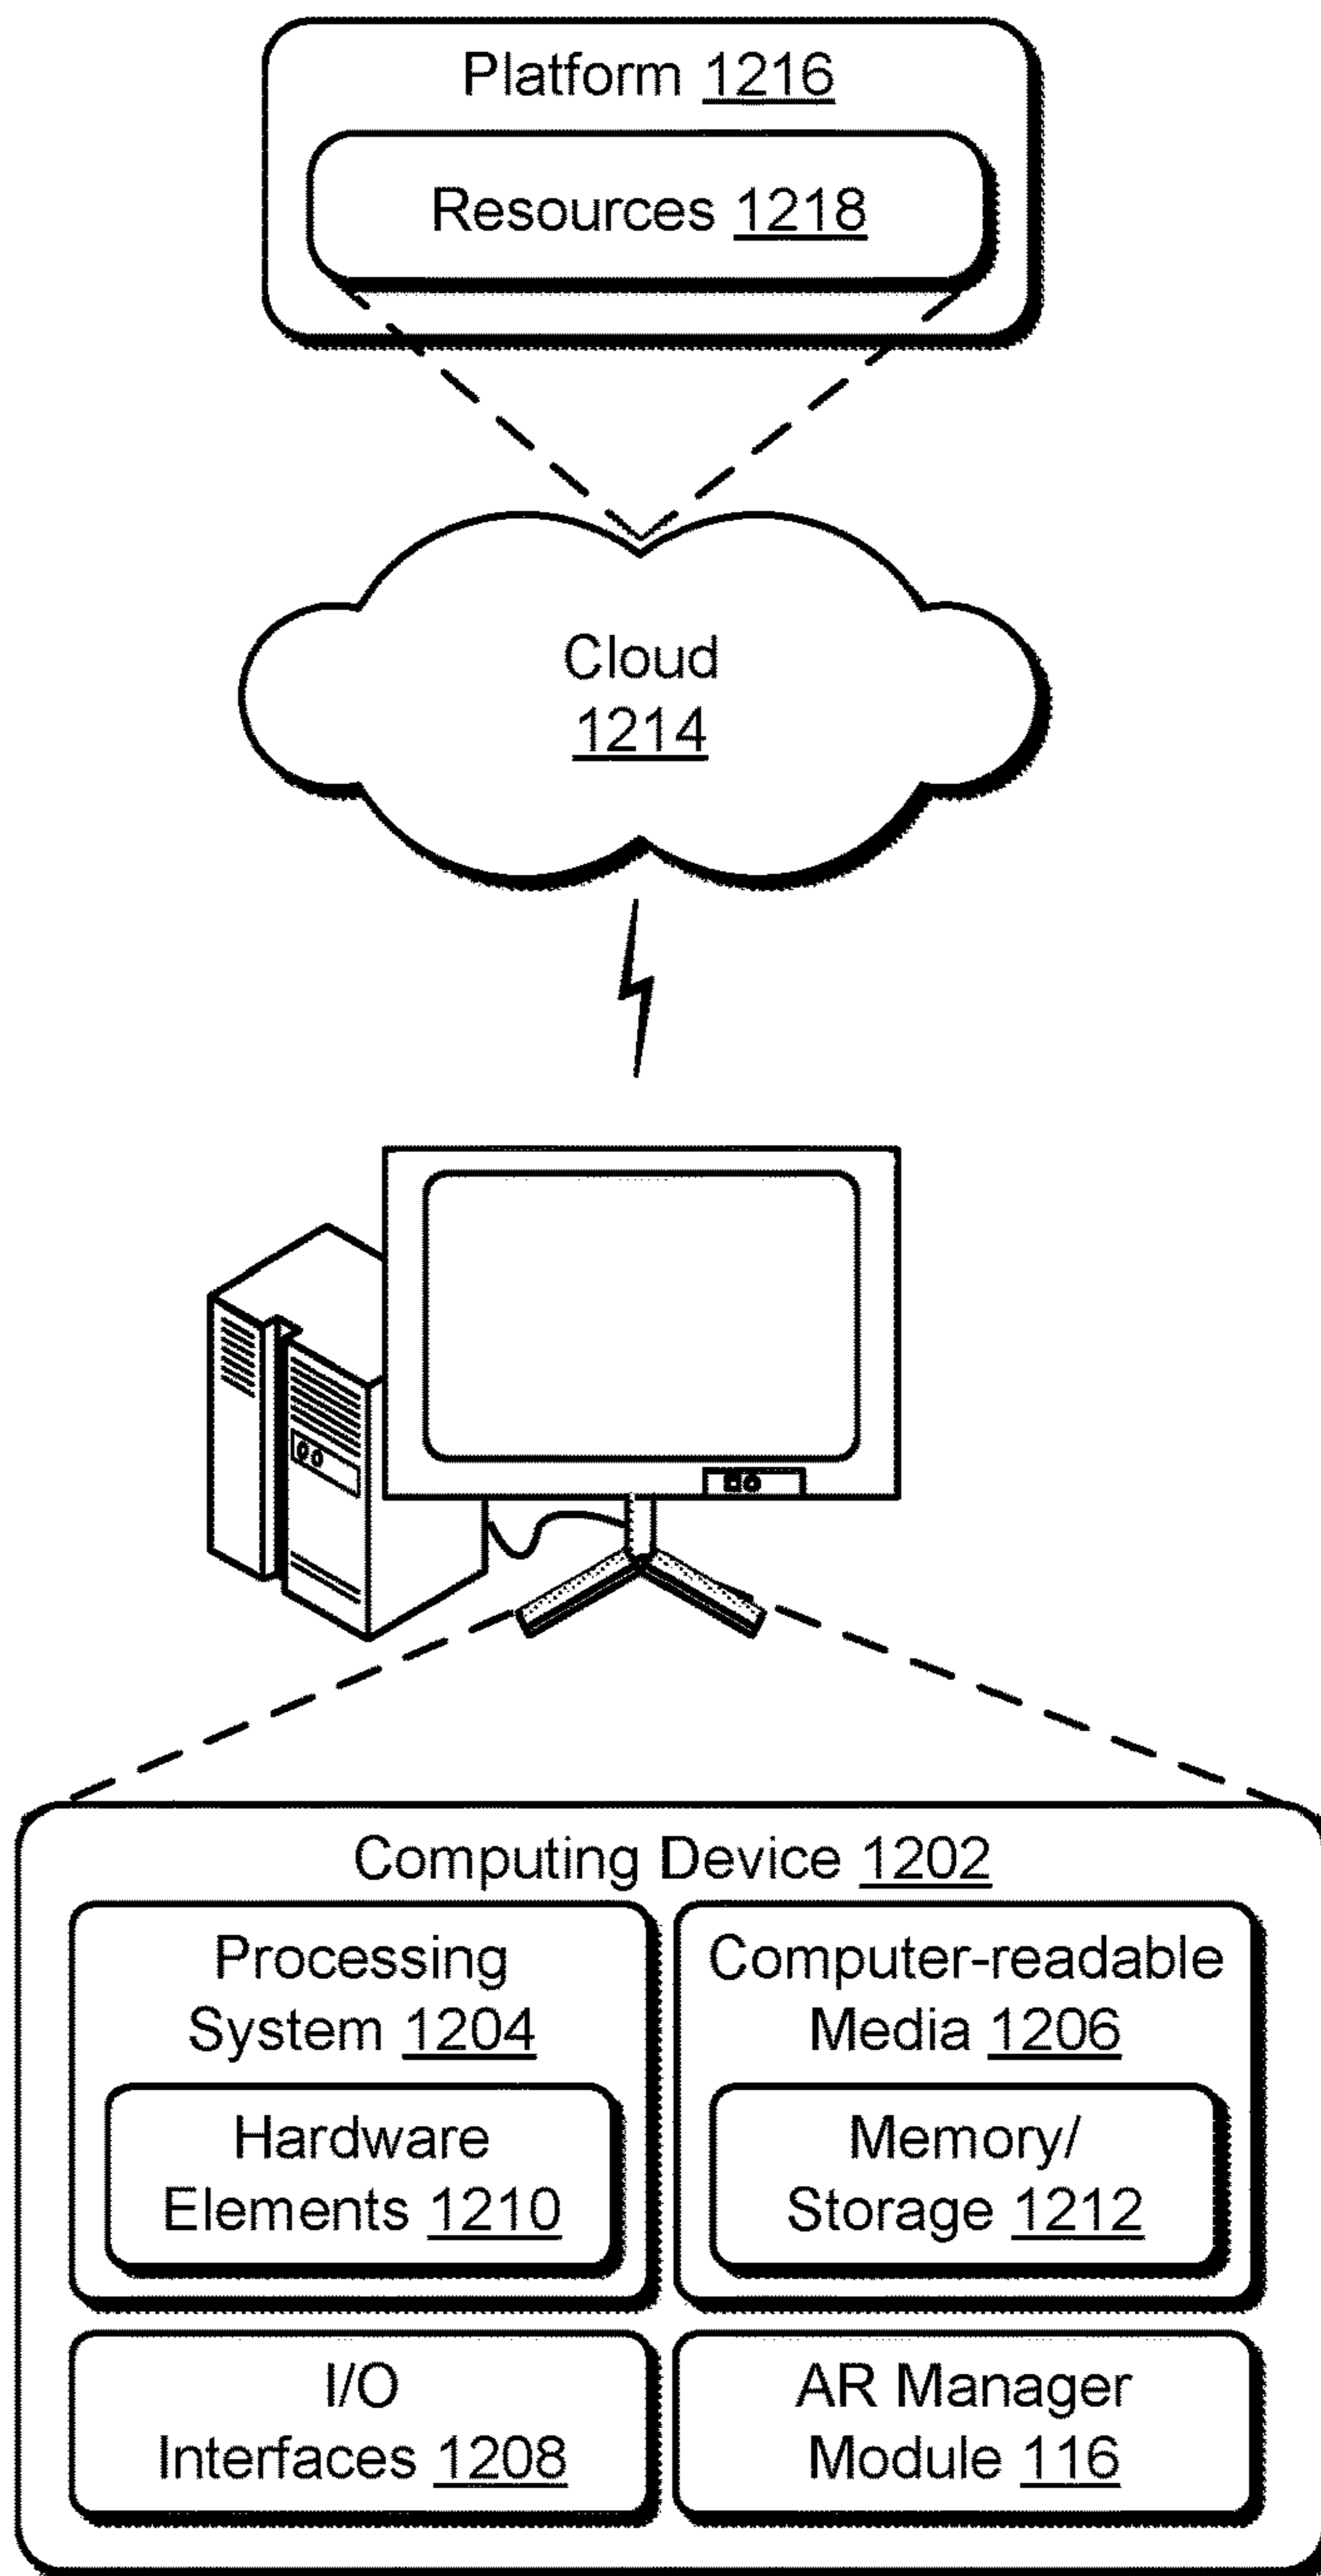 Platform 1216
Resources 1218
Cloud
1214
Computing Device 1202
Processing
System 1204
Hardware
Elements 1210
Computer-readable
Media 1206
Memory/
Storage 1212
I/O
Interfaces 1208
AR Manager
Module 116